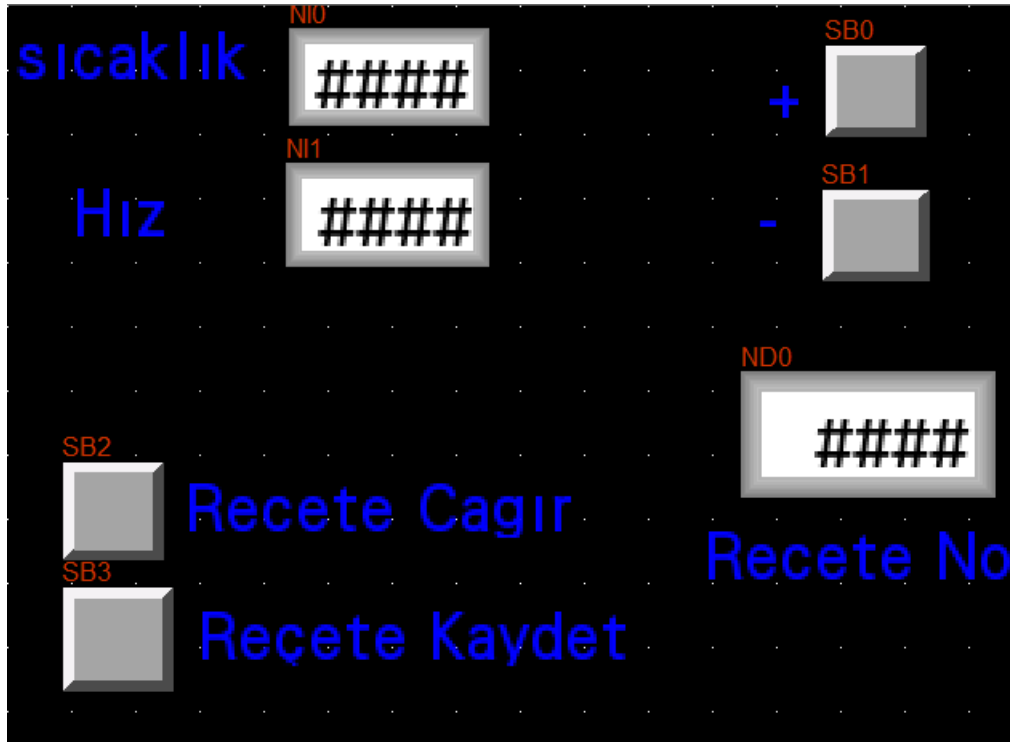 NI0
sıcaklık
####
SB0
+
NI1
Hız
####
SB1
-
ND0
####
SB2
Recete Cagır
Recete No
SB3
Reçete Kaydet